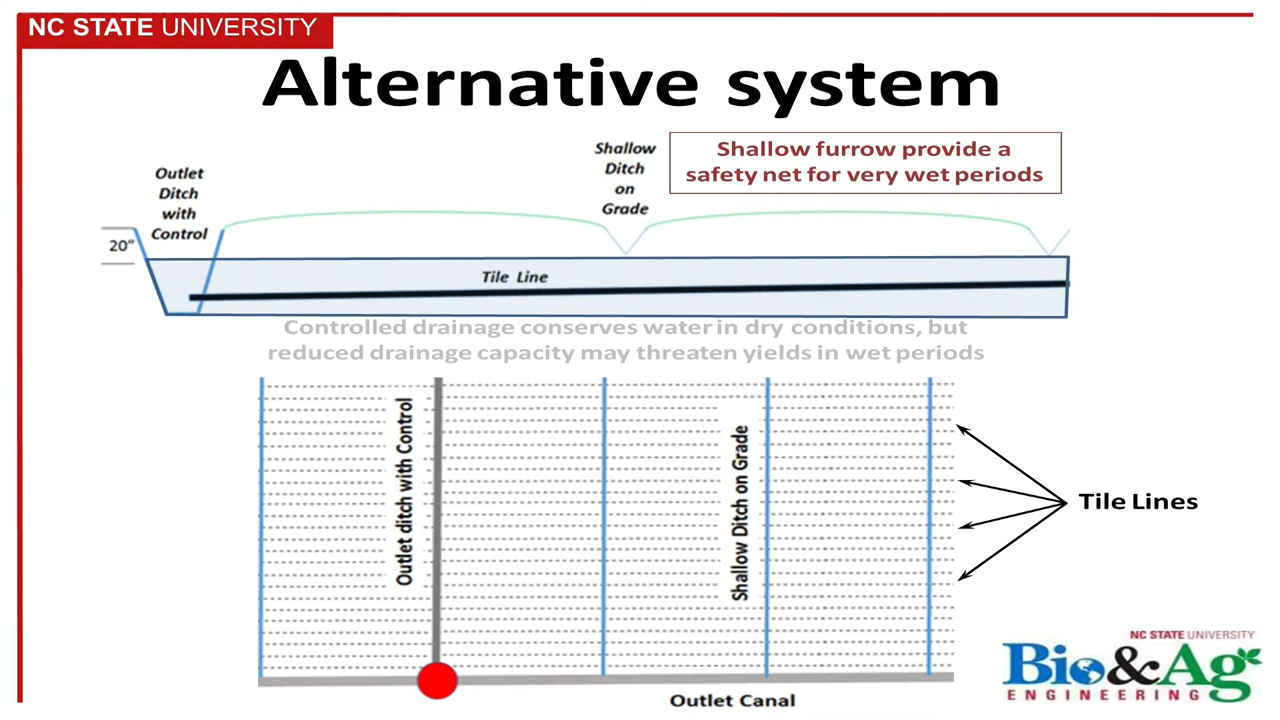 NC STATE UNIVERSITY
Alternative system
Outlet
Ditch
with
Control
Shallow
Ditch
on
Grade
Shallow furrow provide a
safety net for very wet periods
20”
Tile Line
Controlled drainage conserves water in dry conditions, but
reduced drainage capacity may threaten yields in wet periods
Outlet ditch with Control
Shallow Ditch on Grade
Tile Lines
Outlet Canal
NC STATE UNIVERSITY
Bio&Ag
ENGINEERING